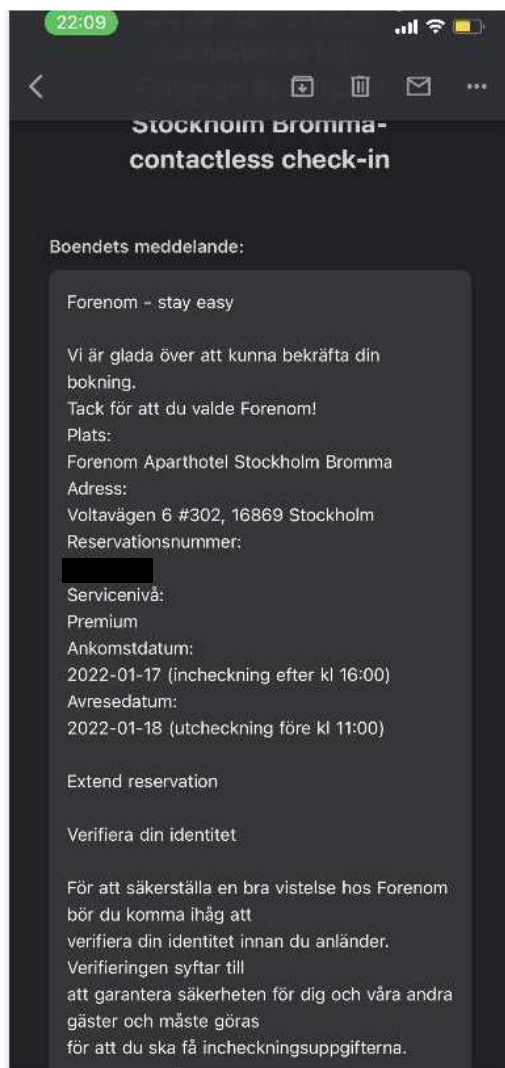 22:09
Stockholm Bromma-
contactless check-in
Boendets meddelande:
Forenom - stay easy
Vi är glada över att kunna bekräfta din
bokning.
Tack för att du valde Forenom!
Plats:
Forenom Aparthotel Stockholm Bromma
Adress:
Voltavägen 6 #302, 16869 Stockholm
Reservationsnummer:
Servicenivå:
Premium
Ankomstdatum:
2022-01-17 (incheckning efter kl 16:00)
Avresedatum:
2022-01-18 (utcheckning före kl 11:00)
Extend reservation
Verifiera din identitet
För att säkerställa en bra vistelse hos Forenom
bör du komma ihåg att
verifiera din identitet innan du anländer.
Verifieringen syftar till
att garantera säkerheten för dig och våra andra
gäster och måste göras
för att du ska få incheckningsuppgifterna.